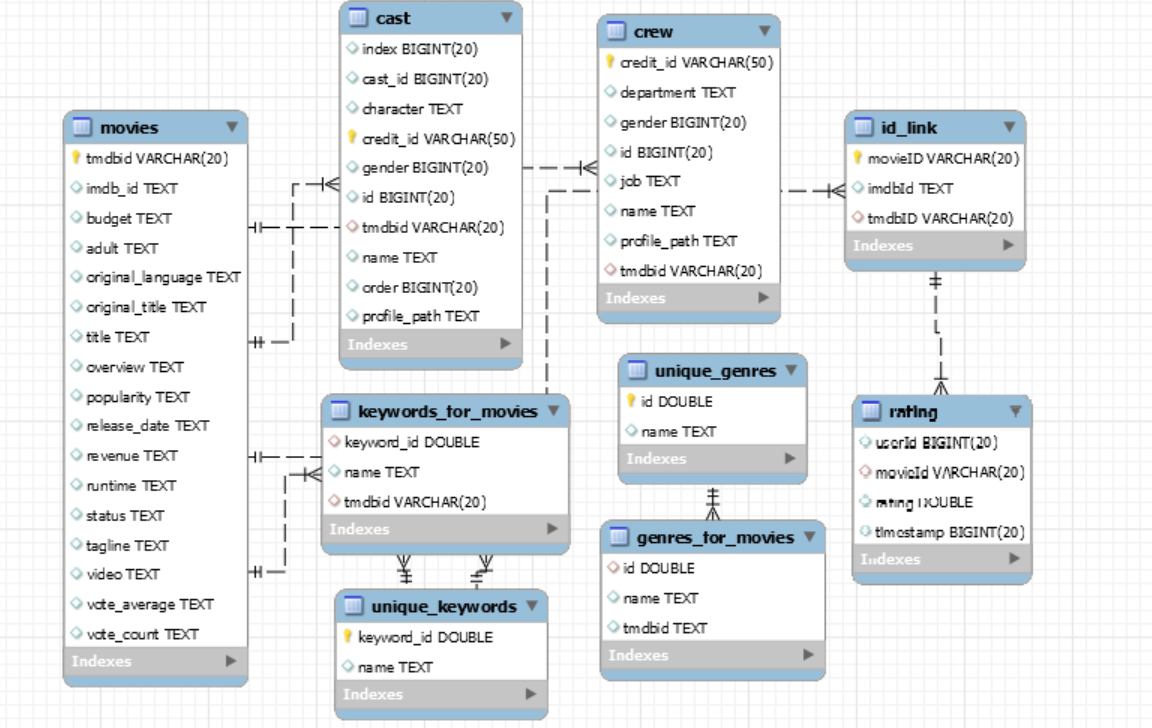 movies
tmdbid VARCHAR(20)
imdb_id TEXT
budget TEXT
adult TEXT
original_language TEXT
original_title TEXT
title TEXT
overview TEXT
popularity TEXT
release_date TEXT
revenue TEXT
runtime TEXT
status TEXT
tagline TEXT
video TEXT
vote_average TEXT
vote_count TEXT
Indexes
cast
index BIGINT(20)
cast_id BIGINT(20)
character TEXT
credit_id VARCHAR(50)
gender BIGINT(20)
id BIGINT(20)
tmdbid VARCHAR(20)
name TEXT
order BIGINT(20)
profile_path TEXT
Indexes
crew
credit_id VARCHAR(50)
department TEXT
gender BIGINT(20)
id BIGINT(20)
job TEXT
name TEXT
profile_path TEXT
tmdbid VARCHAR(20)
Indexes
id_link
movieID VARCHAR(20)
imdbId TEXT
tmdbID VARCHAR(20)
Indexes
keywords_for_movies
keyword_id DOUBLE
name TEXT
tmdbid VARCHAR(20)
Indexes
unique_keywords
keyword_id DOUBLE
name TEXT
Indexes
unique_genres
id DOUBLE
name TEXT
Indexes
genres_for_movies
id DOUBLE
name TEXT
tmdbid TEXT
Indexes
rating
userId BIGINT(20)
movieId VARCHAR(20)
rating DOUBLE
timestamp BIGINT(20)
Indexes